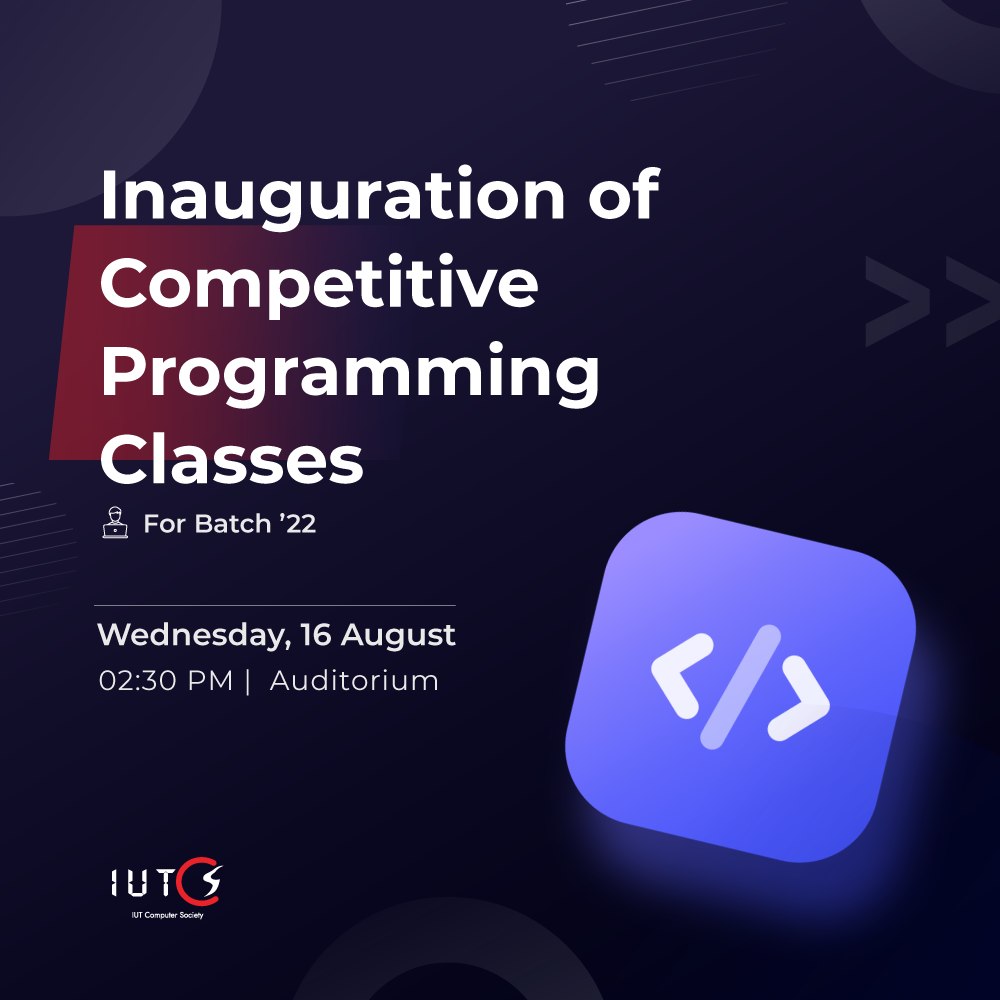 Inauguration of
Competitive
Programming
Classes
For Batch ’22
Wednesday, 16 August
02:30 PM | Auditorium
IUTCS
IUT Computer Society